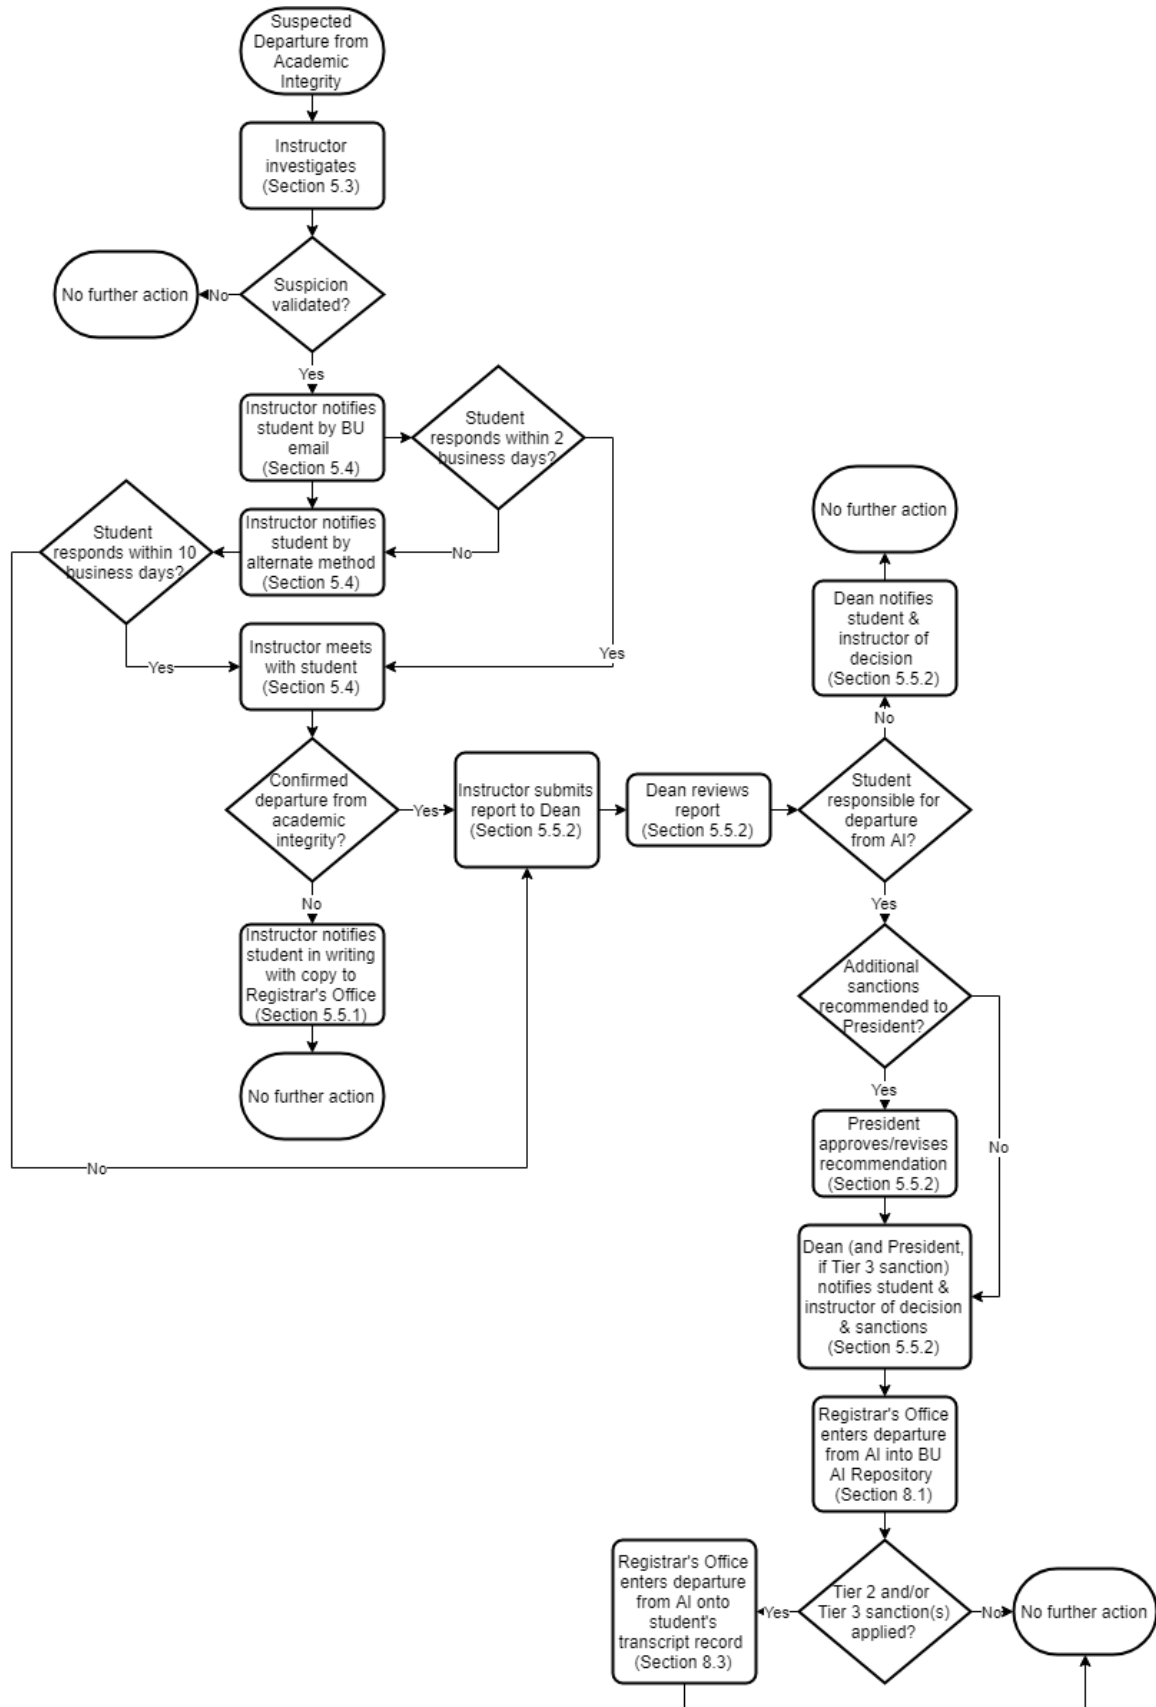 Suspected
Departure from
Academic
Integrity
Instructor
investigates
(Section 5.3)
Suspicion
validated?
No
No further action
Yes
Instructor notifies
student by BU
email
(Section 5.4)
Student
responds within 2
business days?
No
Yes
Instructor notifies
student by
alternate method
(Section 5.4)
Student
responds within 10
business days?
Yes
No
Instructor meets
with student
(Section 5.4)
Confirmed
departure from
academic
integrity?
Yes
No
Instructor notifies
student in writing
with copy to
Registrar's Office
(Section 5.5.1)
No further action
Instructor submits
report to Dean
(Section 5.5.2)
Dean reviews
report
(Section 5.5.2)
Student
responsible for
departure
from AI?
No
Dean notifies
student &
instructor of
decision
(Section 5.5.2)
No further action
Yes
Additional
sanctions
recommended to
President?
Yes
No
President
approves/revises
recommendation
(Section 5.5.2)
Dean (and President,
if Tier 3 sanction)
notifies student &
instructor of decision
& sanctions
(Section 5.5.2)
Registrar's Office
enters departure
from AI into BU
AI Repository
(Section 8.1)
Tier 2 and/or
Tier 3 sanction(s)
applied?
Yes
No
Registrar's Office
enters departure
from AI onto
student's
transcript record
(Section 8.3)
No further action